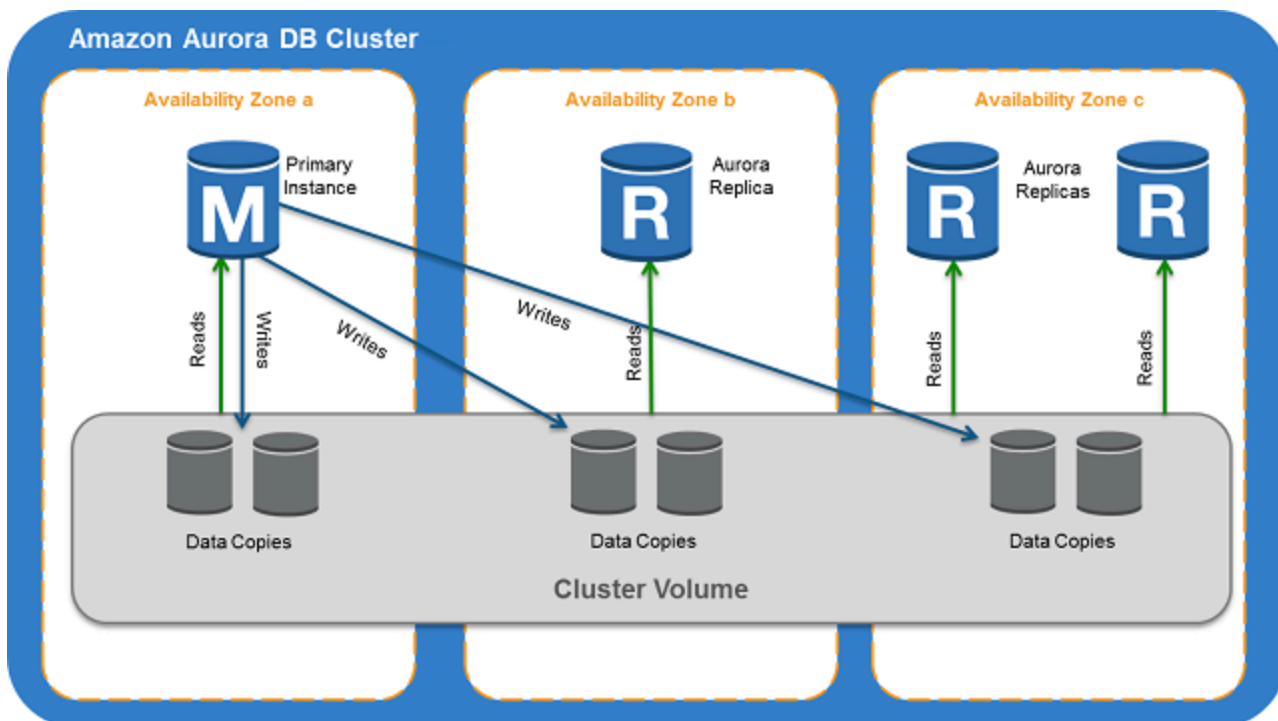 Amazon Aurora DB Cluster
Availability Zone a
Availability Zone b
Availability Zone c
M
Primary
Instance
R
Aurora
Replica
R
Aurora
Replicas
R
Reads
Writes
Writes
Writes
Reads
Reads
Reads
Data Copies
Data Copies
Data Copies
Cluster Volume